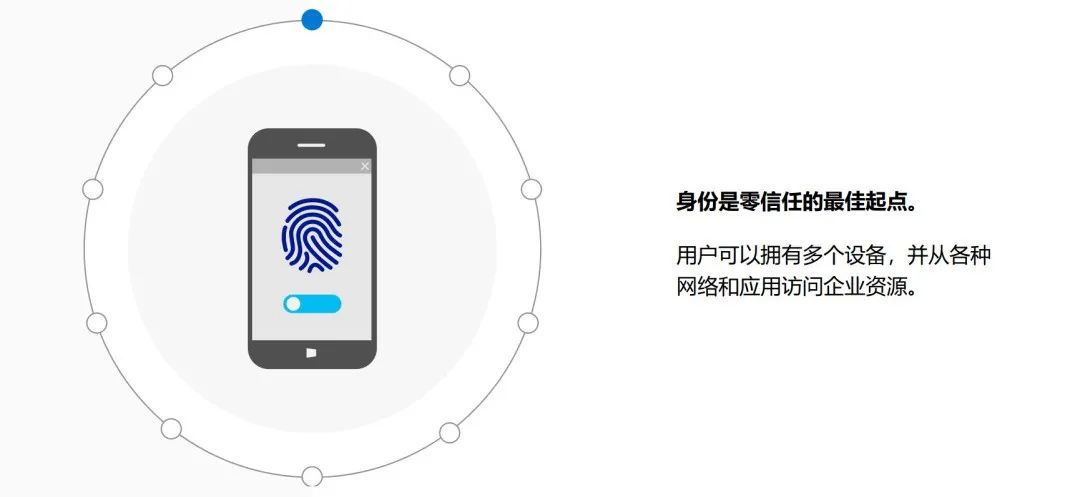 身份是零信任的最佳起点。
用户可以拥有多个设备，并从各种
网络和应用访问企业资源。